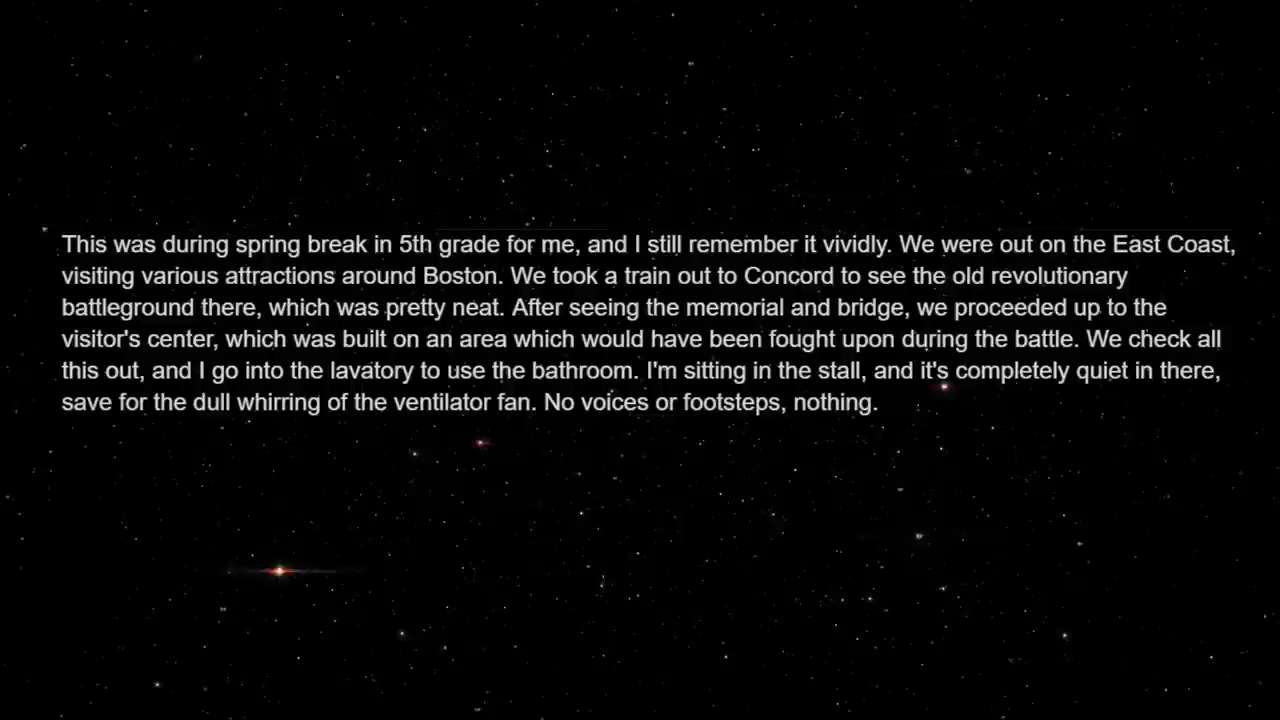 This was during spring break in 5th grade for me, and I still remember it vividly. We were out on the East Coast,
visiting various attractions around Boston. We took a train out to Concord to see the old revolutionary
battleground there, which was pretty neat. After seeing the memorial and bridge, we proceeded up to the
visitor's center, which was built on an area which would have been fought upon during the battle. We check all
this out, and I go into the lavatory to use the bathroom. I'm sitting in the stall, and it's completely quiet in there,
save for the dull whirring of the ventilator fan. No voices or footsteps, nothing.